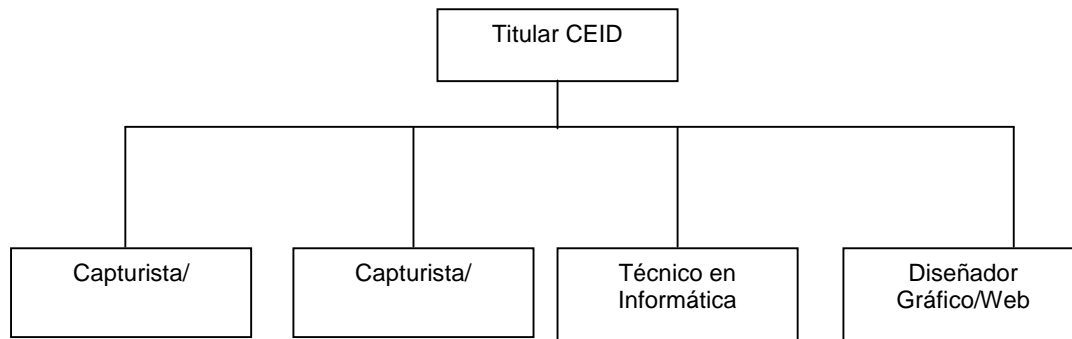 Titular CEID
Capturista/
Capturista/
Técnico en
Informática
Diseñador
Gráfico/Web